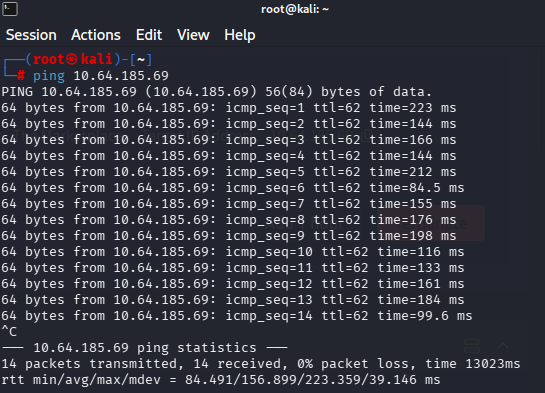 root@kali: ~
Session Actions Edit View Help
┌──(root㉿kali)-[~]
└─# ping 10.64.185.69
PING 10.64.185.69 (10.64.185.69) 56(84) bytes of data.
64 bytes from 10.64.185.69: icmp_seq=1 ttl=62 time=223 ms
64 bytes from 10.64.185.69: icmp_seq=2 ttl=62 time=144 ms
64 bytes from 10.64.185.69: icmp_seq=3 ttl=62 time=166 ms
64 bytes from 10.64.185.69: icmp_seq=4 ttl=62 time=144 ms
64 bytes from 10.64.185.69: icmp_seq=5 ttl=62 time=212 ms
64 bytes from 10.64.185.69: icmp_seq=6 ttl=62 time=84.5 ms
64 bytes from 10.64.185.69: icmp_seq=7 ttl=62 time=155 ms
64 bytes from 10.64.185.69: icmp_seq=8 ttl=62 time=176 ms
64 bytes from 10.64.185.69: icmp_seq=9 ttl=62 time=198 ms
64 bytes from 10.64.185.69: icmp_seq=10 ttl=62 time=116 ms
64 bytes from 10.64.185.69: icmp_seq=11 ttl=62 time=133 ms
64 bytes from 10.64.185.69: icmp_seq=12 ttl=62 time=161 ms
64 bytes from 10.64.185.69: icmp_seq=13 ttl=62 time=184 ms
64 bytes from 10.64.185.69: icmp_seq=14 ttl=62 time=99.6 ms
^C
--- 10.64.185.69 ping statistics ---
14 packets transmitted, 14 received, 0% packet loss, time 13023ms
rtt min/avg/max/mdev = 84.491/156.899/223.359/39.146 ms